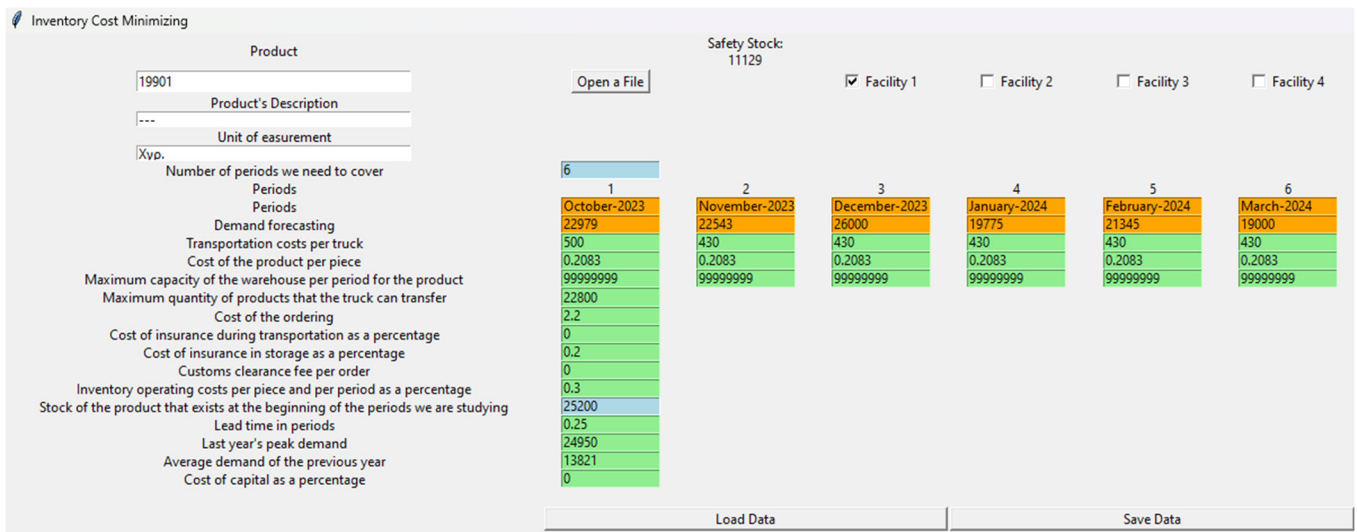 Inventory Cost Minimizing
Product
Safety Stock:
11129
19901
Open a File
Facility 1
Facility 2
Facility 3
Facility 4
Product's Description
---
Unit of easurement
Χγρ.
Number of periods we need to cover 6
Periods 1 2 3 4 5 6
Periods October-2023 November-2023 December-2023 January-2024 February-2024 March-2024
Demand forecasting 22979 22543 26000 19775 21345 19000
Transportation costs per truck 500 430 430 430 430 430
Cost of the product per piece 0.2083 0.2083 0.2083 0.2083 0.2083 0.2083
Maximum capacity of the warehouse per period for the product 99999999 99999999 99999999 99999999 99999999 99999999
Maximum quantity of products that the truck can transfer 22800
Cost of the ordering 2.2
Cost of insurance during transportation as a percentage 0
Cost of insurance in storage as a percentage 0.2
Customs clearance fee per order 0
Inventory operating costs per piece and per period as a percentage 0.3
Stock of the product that exists at the beginning of the periods we are studying 25200
Lead time in periods 0.25
Last year's peak demand 24950
Average demand of the previous year 13821
Cost of capital as a percentage 0
Load Data Save Data